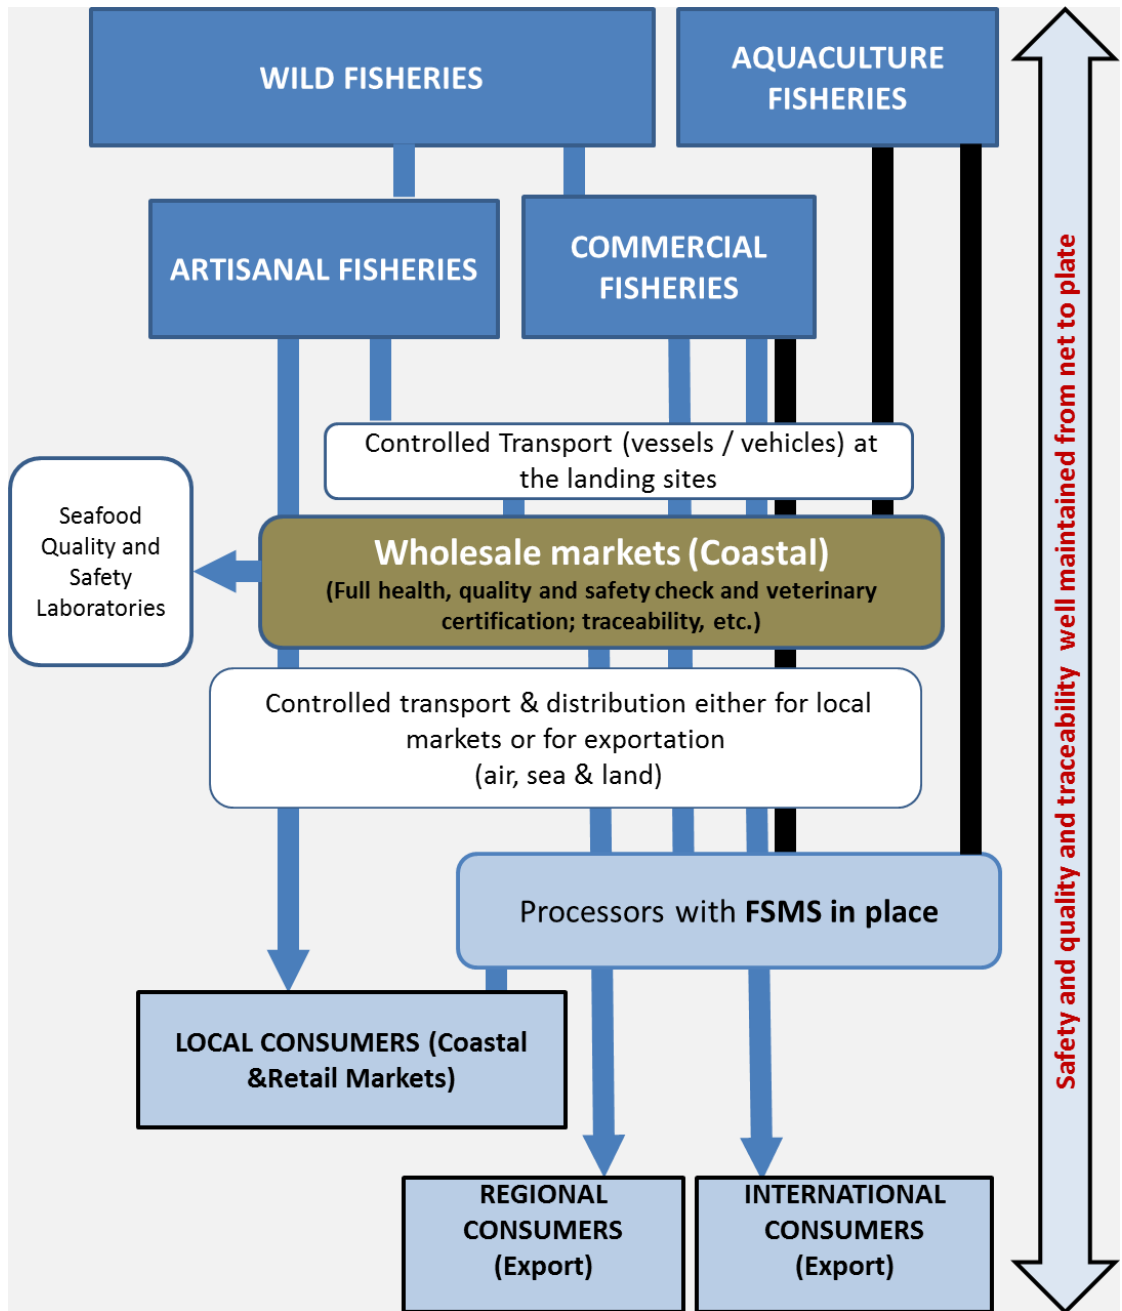 WILD FISHERIES
AQUACULTURE
FISHERIES
ARTISANAL FISHERIES
COMMERCIAL
FISHERIES
Controlled Transport (vessels / vehicles) at
the landing sites
Seafood
Quality and
Safety
Laboratories
Wholesale markets (Coastal)
(Full health, quality and safety check and veterinary
certification; traceability, etc.)
Controlled transport & distribution either for local
markets or for exportation
(air, sea & land)
Processors with FSMS in place
LOCAL CONSUMERS (Coastal
&Retail Markets)
REGIONAL
CONSUMERS
(Export)
INTERNATIONAL
CONSUMERS
(Export)
Safety and quality and traceability well maintained from net to plate